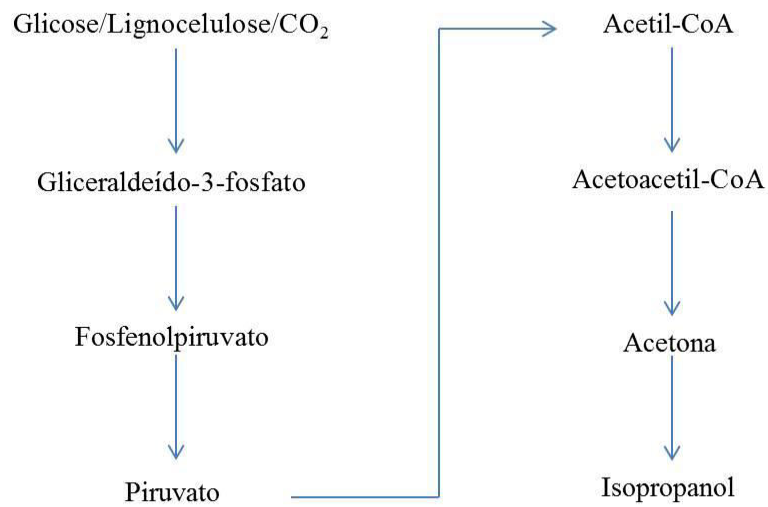 Glicose/Lignocelulose/CO₂
Gliceraldeído-3-fosfato
Fosfenolpiruvato
Piruvato
Acetil-CoA
Acetoacetil-CoA
Acetona
Isopropanol